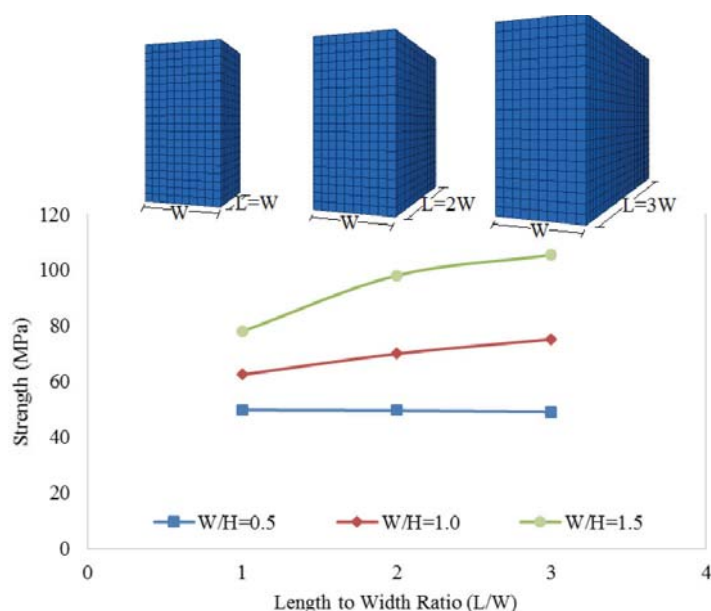 W
L=W
W
L=2W
W
L=3W
120
100
80
60
40
20
0
Strength (MPa)
W/H=0.5
W/H=1.0
W/H=1.5
0
1
2
3
4
Length to Width Ratio (L/W)